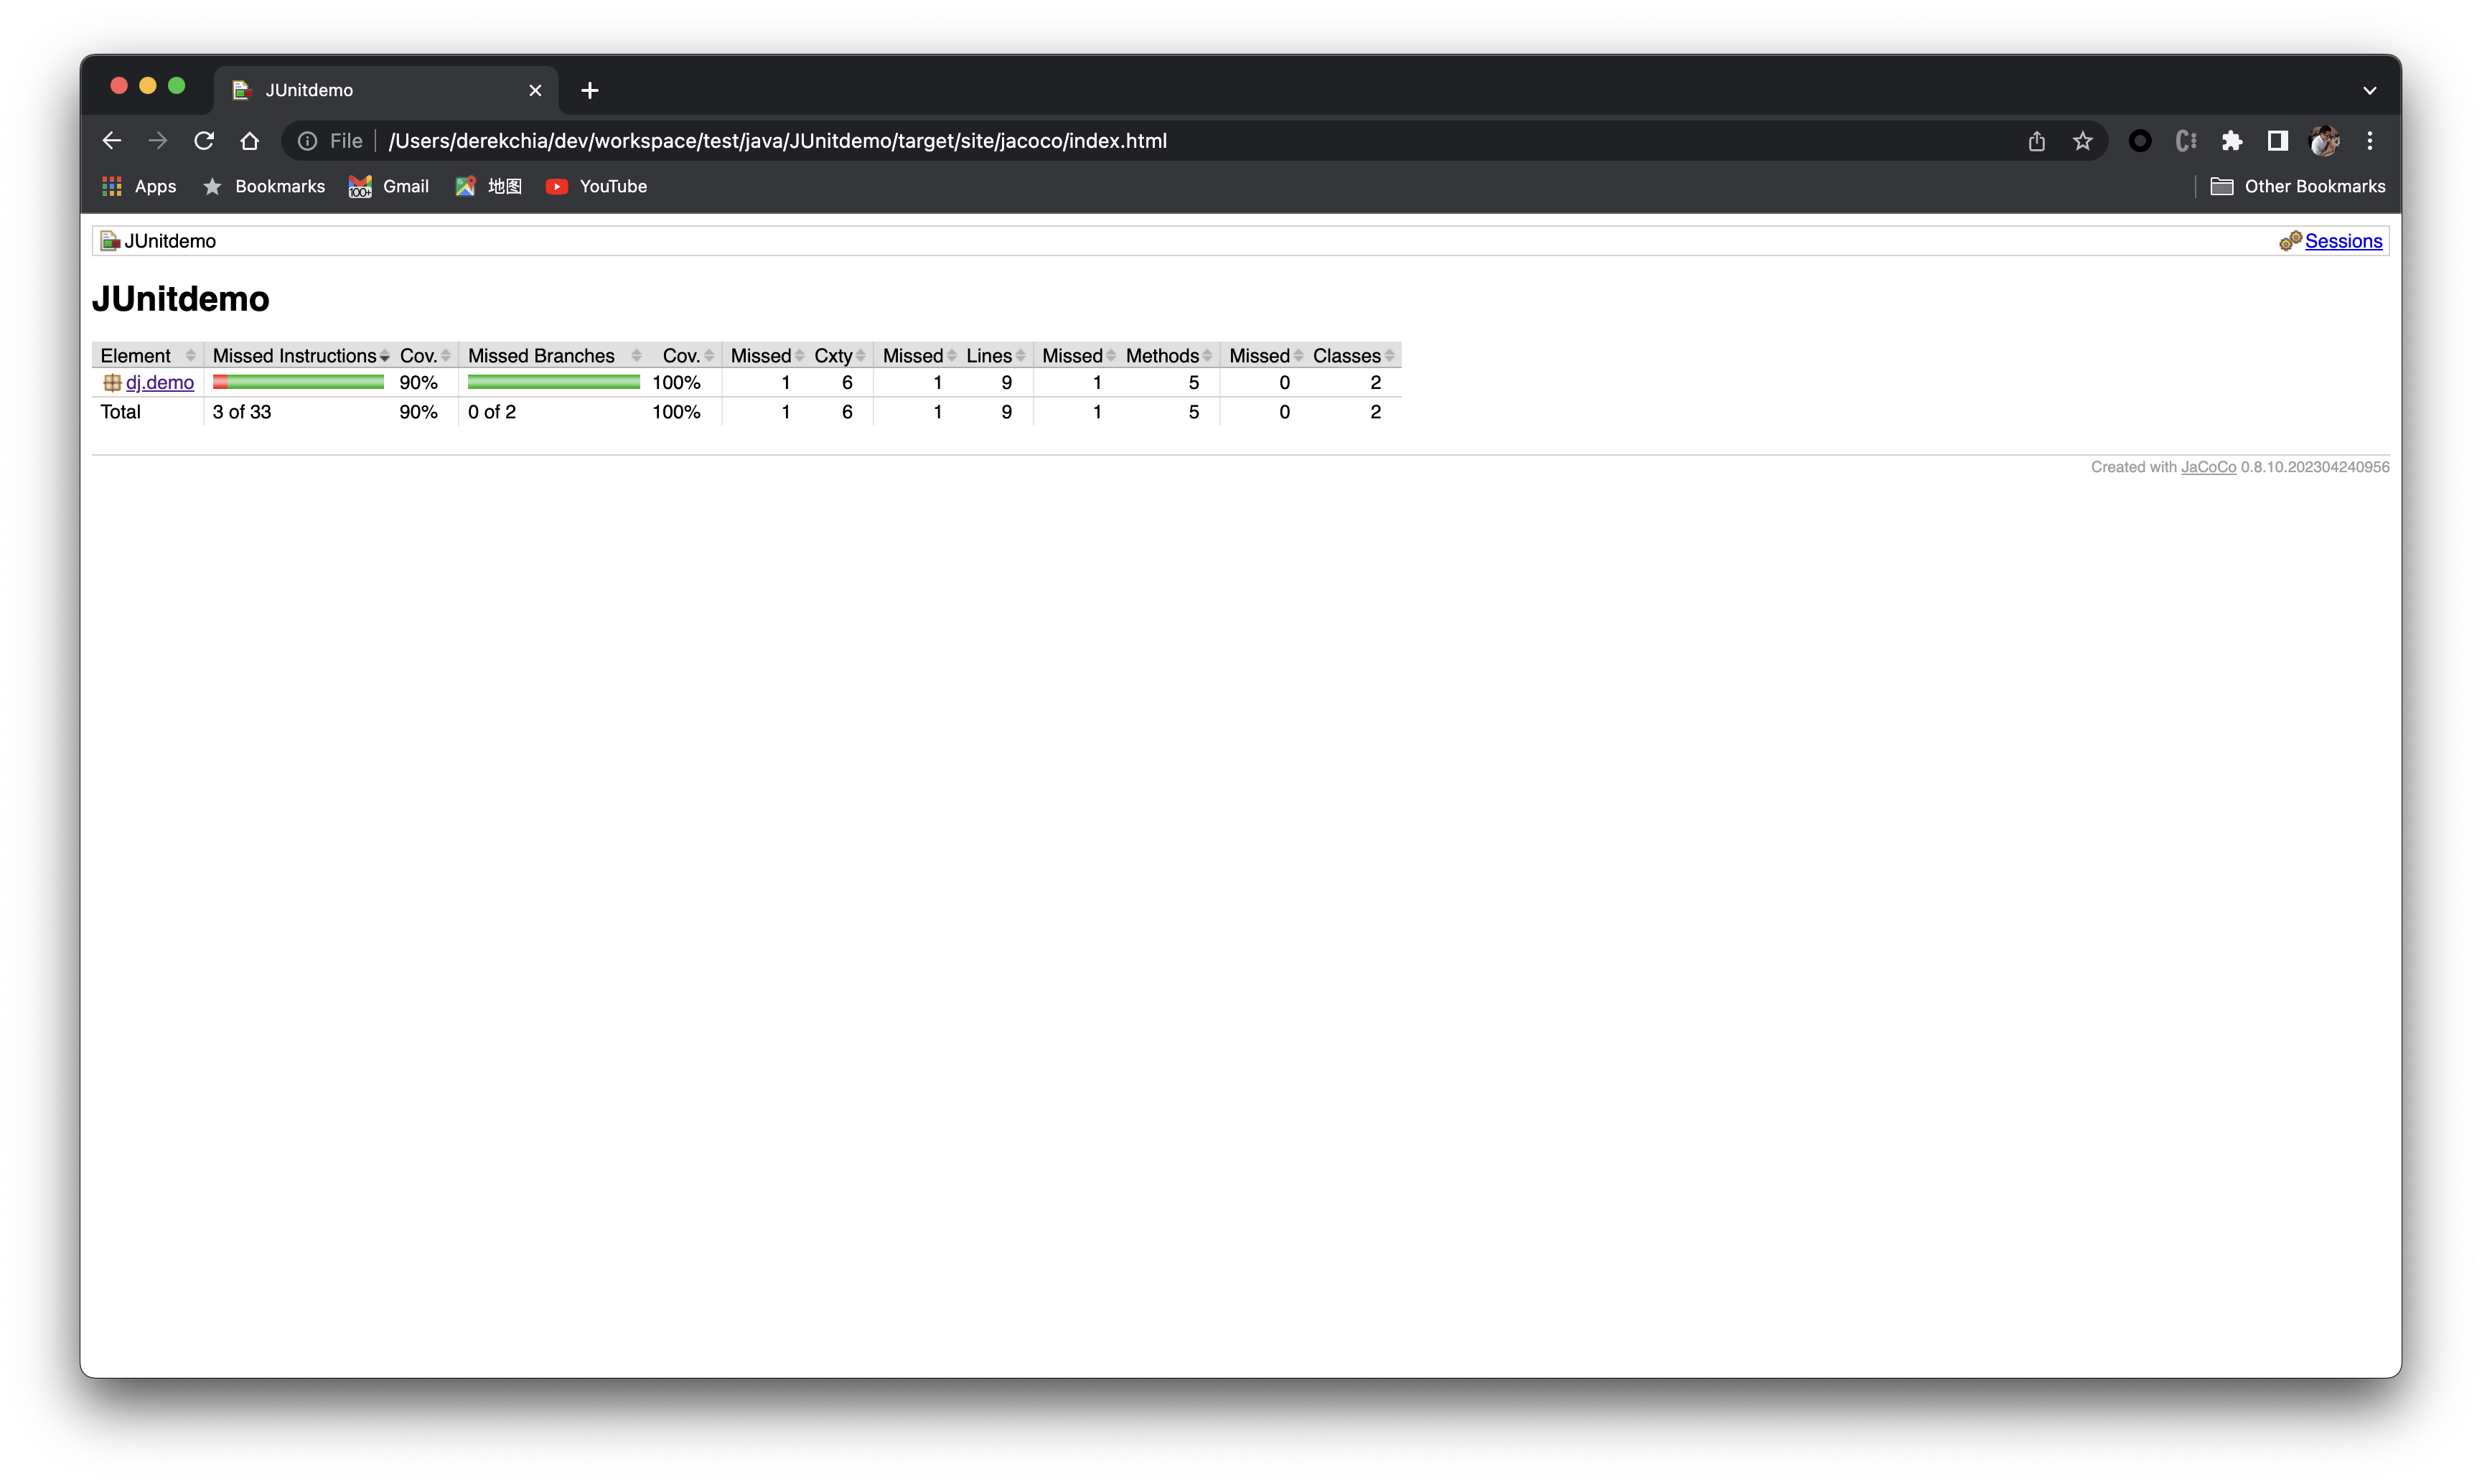 JUnitdemo
File /Users/derekchia/dev/workspace/test/java/JUnitdemo/target/site/jacoco/index.html
Apps Bookmarks 100+ Gmail 地图 YouTube Other Bookmarks
JUnitdemo Sessions
JUnitdemo
Element Missed Instructions Cov. Missed Branches Cov. Missed Cxty Missed Lines Missed Methods Missed Classes
dj.demo 90% 100% 1 6 1 9 1 5 0 2
Total 3 of 33 90% 0 of 2 100% 1 6 1 9 1 5 0 2
Created with JaCoCo 0.8.10.202304240956